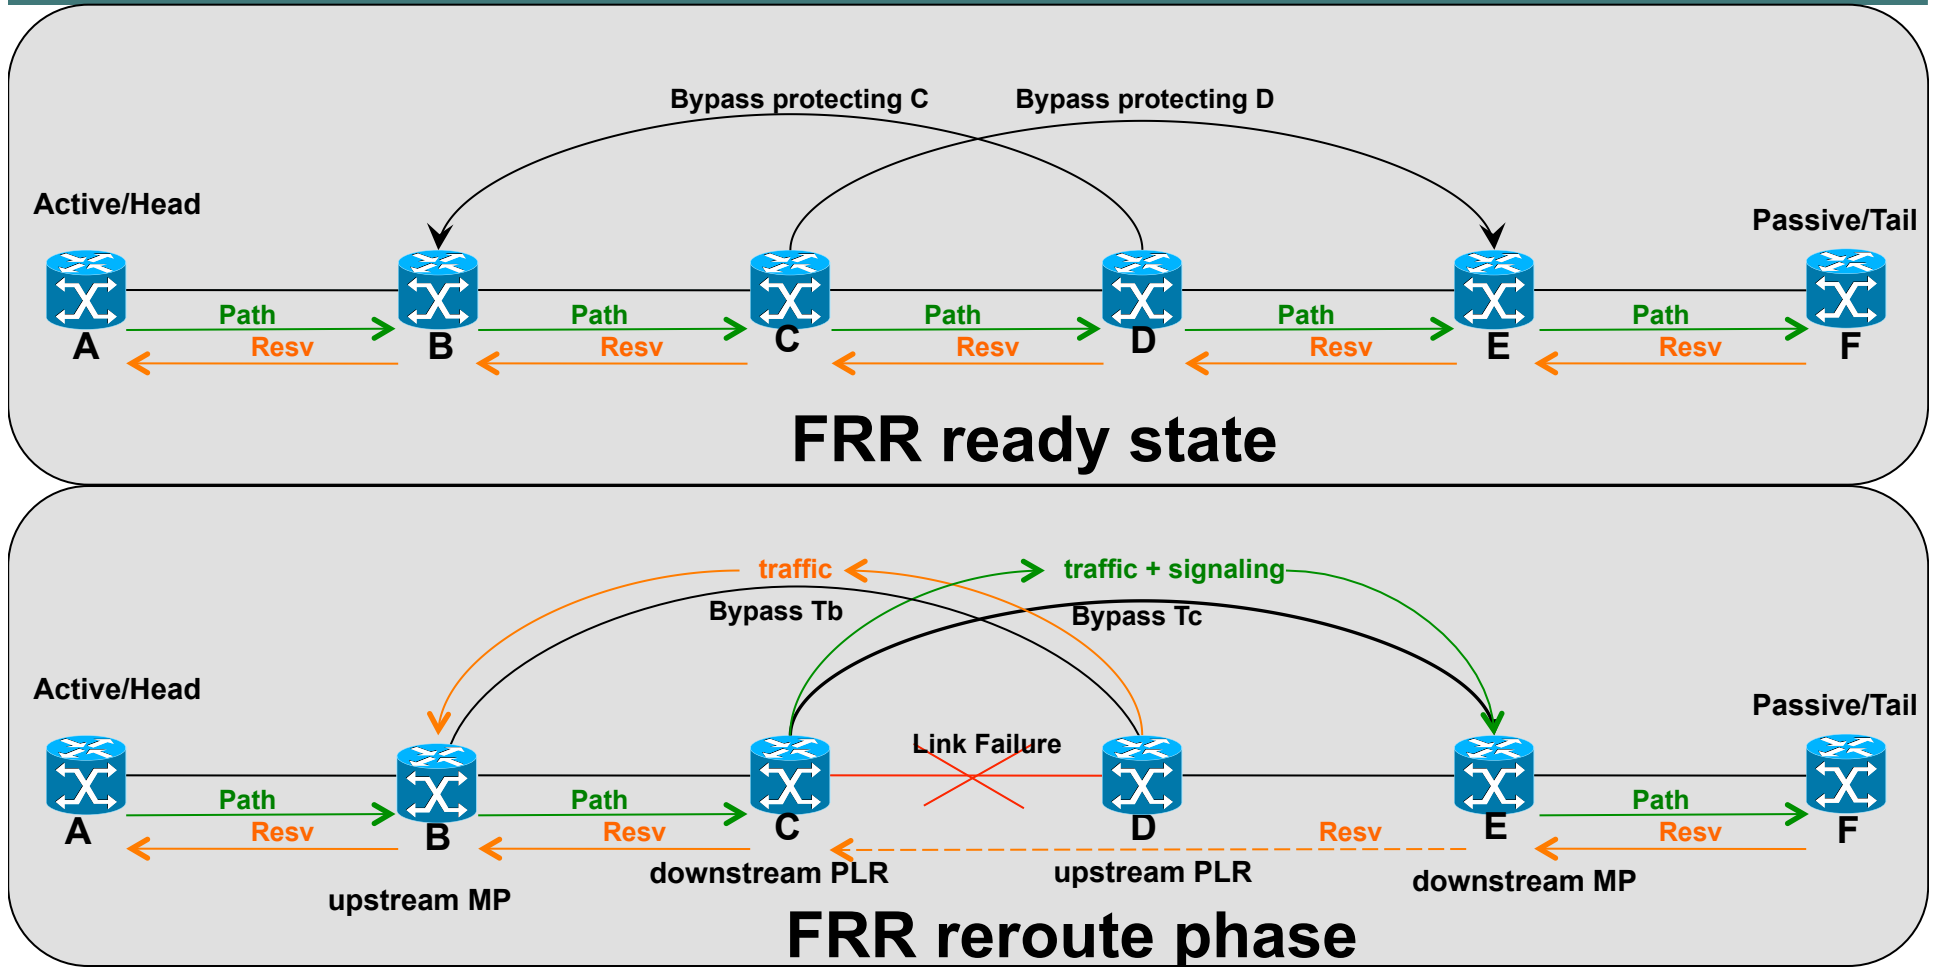 Bypass protecting C
Bypass protecting D
Active/Head
Passive/Tail
Path
Path
Path
Path
Path
A
B
C
D
E
F
Resv
Resv
Resv
Resv
Resv
FRR ready state
traffic
traffic + signaling
Bypass Tb
Bypass Tc
Active/Head
Passive/Tail
Link Failure
Path
Path
Path
A
B
C
D
E
F
Resv
Resv
Resv
Resv
upstream MP
downstream PLR
upstream PLR
downstream MP
FRR reroute phase